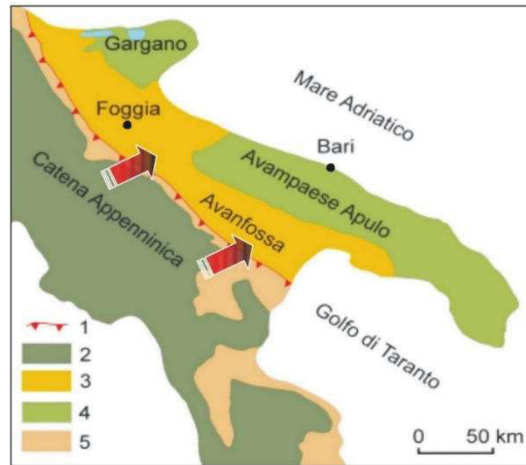 Gargano
Mare Adriatico
Foggia
Bari
Avampaese Apulo
Catena Appenninica
Avanfossa
Golfo di Taranto
1
2
3
4
5
0 50 km